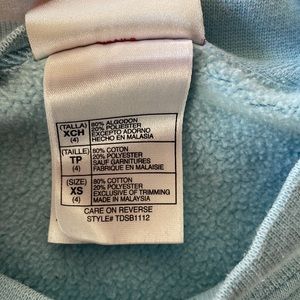 (TALLA)
XCH
(4)
80% ALGODON
20% POLIESTER
EXCEPTO ADORNO
HECHO EN MALASIA
(TAILLE)
TP
(4)
80% COTON
20% POLYESTER
SAUF GARNITURES
FABRIQUE EN MALAISIE
(SIZE)
XS
(4)
80% COTTON
20% POLYESTER
EXCLUSIVE OF TRIMMING
MADE IN MALAYSIA
CARE ON REVERSE
STYLE# TDSB1112